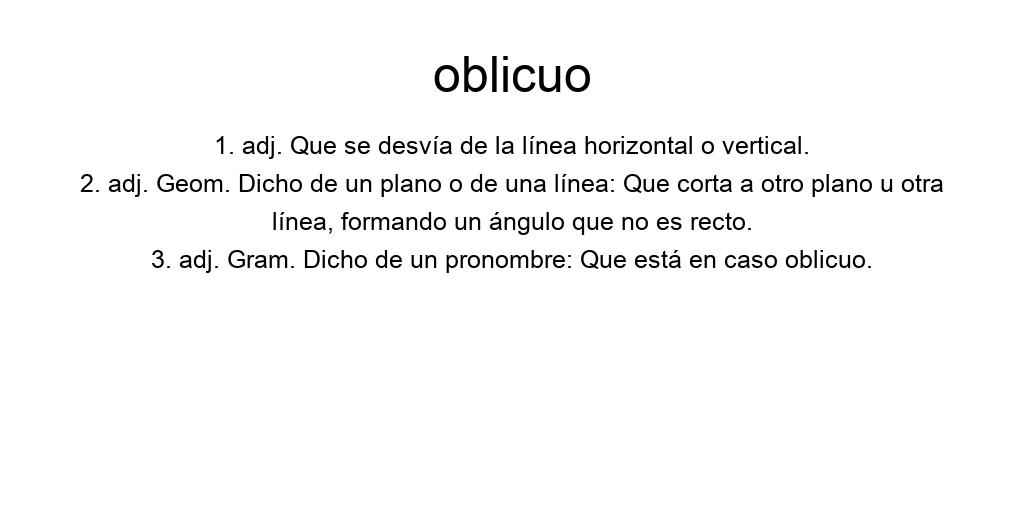 oblicuo
1. adj. Que se desvía de la línea horizontal o vertical.
2. adj. Geom. Dicho de un plano o de una línea: Que corta a otro plano u otra
línea, formando un ángulo que no es recto.
3. adj. Gram. Dicho de un pronombre: Que está en caso oblicuo.